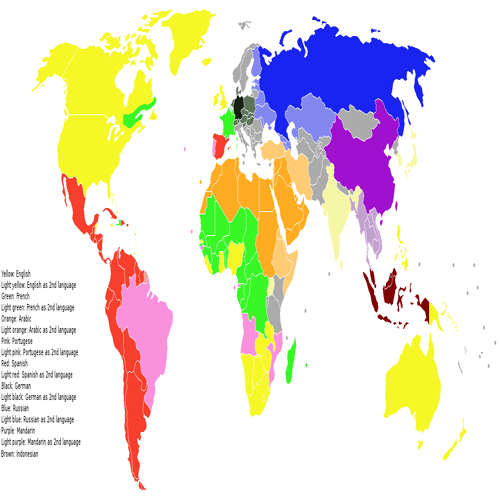 Yellow: English
Light yellow: English as 2nd language
Green: French
Light green: French as 2nd language
Orange: Arabic
Light orange: Arabic as 2nd language
Pink: Portugese
Light pink: Portugese as 2nd language
Red: Spanish
Light red: Spanish as 2nd language
Black: German
Light black: German as 2nd language
Blue: Russian
Light blue: Russian as 2nd language
Purple: Mandarin
Light purple: Mandarin as 2nd language
Brown: Indonesian